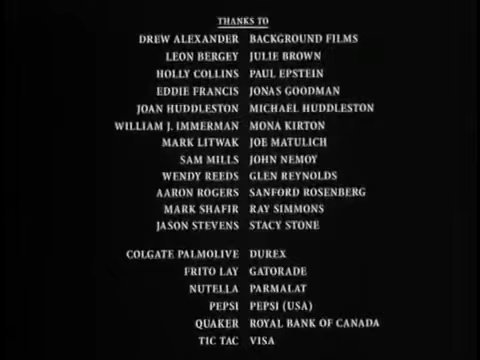 THANKS TO
DREW ALEXANDER BACKGROUND FILMS
LEON BERGEY JULIE BROWN
HOLLY COLLINS PAUL EPSTEIN
EDDIE FRANCIS JONAS GOODMAN
JOAN HUDDLESTON MICHAEL HUDDLESTON
WILLIAM J. IMMERMAN MONA KIRTON
MARK LITWAK JOE MATULICH
SAM MILLS JOHN NEMOY
WENDY REEDS GLEN REYNOLDS
AARON ROGERS SANFORD ROSENBERG
MARK SHAFIR RAY SIMMONS
JASON STEVENS STACY STONE
COLGATE PALMOLIVE DUREX
FRITO LAY GATORADE
NUTELLA PARMALAT
PEPSI PEPSI (USA)
QUAKER ROYAL BANK OF CANADA
TIC TAC VISA